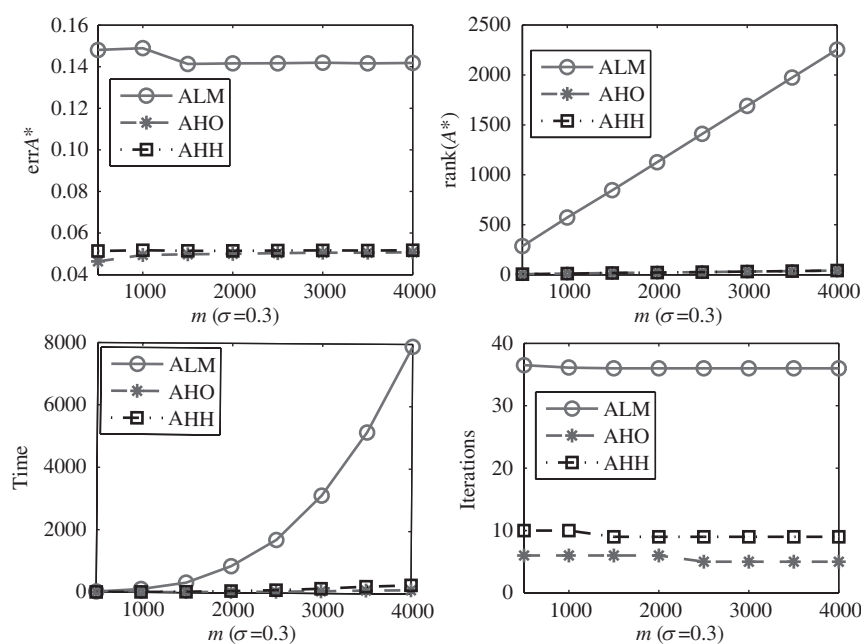 0.16
0.14
0.12
0.10
0.08
0.06
0.04
errA*
ALM
AHO
AHH
1000 2000 3000 4000
m (σ=0.3)
2500
2000
1500
1000
500
0
rank(A*)
ALM
AHO
AHH
1000 2000 3000 4000
m (σ=0.3)
8000
6000
4000
2000
0
Time
ALM
AHO
AHH
1000 2000 3000 4000
m (σ=0.3)
40
30
20
10
0
Iterations
ALM
AHO
AHH
1000 2000 3000 4000
m (σ=0.3)